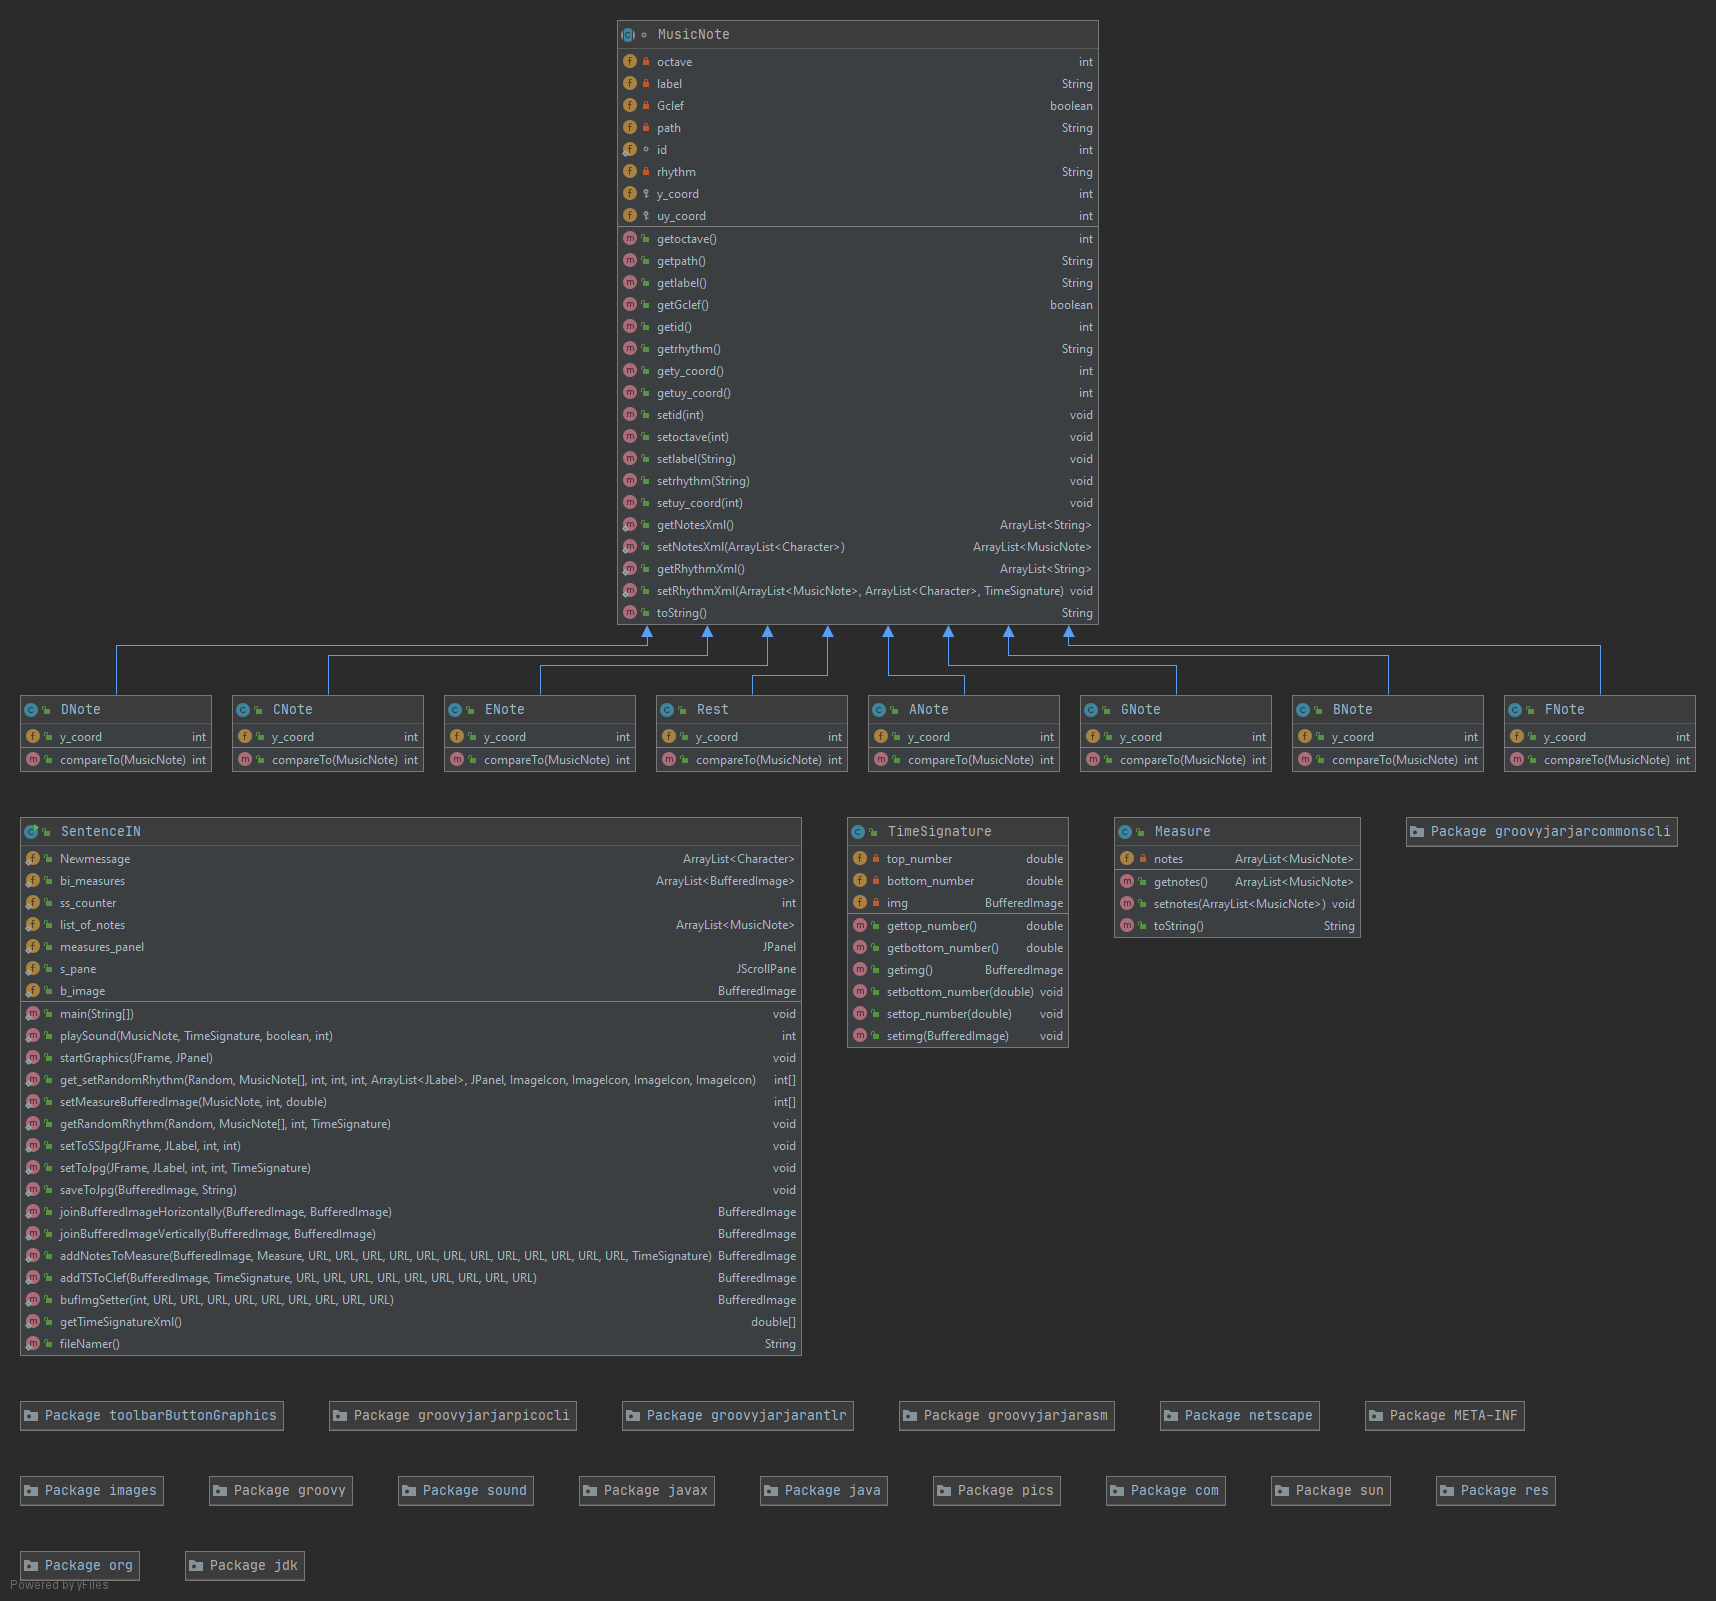 MusicNote
octave int
label String
Gclef boolean
path String
id int
rhythm String
y_coord int
uy_coord int
getoctave() int
getpath() String
getlabel() String
getGclef() boolean
getid() int
getrhythm() String
gety_coord() int
getuy_coord() int
setid(int) void
setoctave(int) void
setlabel(String) void
setrhythm(String) void
setuy_coord(int) void
getNotesXml() ArrayList<String>
setNotesXml(ArrayList<Character>) ArrayList<MusicNote>
getRhythmXml() ArrayList<String>
setRhythmXml(ArrayList<MusicNote>, ArrayList<Character>, TimeSignature) void
toString() String
DNote
y_coord int
compareTo(MusicNote) int
CNote
y_coord int
compareTo(MusicNote) int
ENote
y_coord int
compareTo(MusicNote) int
Rest
y_coord int
compareTo(MusicNote) int
ANote
y_coord int
compareTo(MusicNote) int
GNote
y_coord int
compareTo(MusicNote) int
BNote
y_coord int
compareTo(MusicNote) int
FNote
y_coord int
compareTo(MusicNote) int
SentenceIN
Newmessage ArrayList<Character>
bi_measures ArrayList<BufferedImage>
ss_counter int
list_of_notes ArrayList<MusicNote>
measures_panel JPanel
s_pane JScrollPane
b_image BufferedImage
main(String[]) void
playSound(MusicNote, TimeSignature, boolean, int) int
startGraphics(JFrame, JPanel) void
get_setRandomRhythm(Random, MusicNote[], int, int, int, ArrayList<JLabel>, JPanel, ImageIcon, ImageIcon, ImageIcon, ImageIcon) int[]
setMeasureBufferedImage(MusicNote, int, double) int[]
getRandomRhythm(Random, MusicNote[], int, TimeSignature) void
setToSSJpg(JFrame, JLabel, int, int) void
setToJpg(JFrame, JLabel, int, int, TimeSignature) void
saveToJpg(BufferedImage, String) void
joinBufferedImageHorizontally(BufferedImage, BufferedImage) BufferedImage
joinBufferedImageVertically(BufferedImage, BufferedImage) BufferedImage
addNotesToMeasure(BufferedImage, Measure, URL, URL, URL, URL, URL, URL, URL, URL, URL, URL, URL, URL, TimeSignature) BufferedImage
addTSToClef(BufferedImage, TimeSignature, URL, URL, URL, URL, URL, URL, URL, URL, URL) BufferedImage
bufImgSetter(int, URL, URL, URL, URL, URL, URL, URL, URL, URL) BufferedImage
getTimeSignatureXml() double[]
fileNamer() String
TimeSignature
top_number double
bottom_number double
img BufferedImage
gettop_number() double
getbottom_number() double
getimg() BufferedImage
setbottom_number(double) void
settop_number(double) void
setimg(BufferedImage) void
Measure
notes ArrayList<MusicNote>
getnotes() ArrayList<MusicNote>
setnotes(ArrayList<MusicNote>) void
toString() String
Package groovyjarjarcommonscli
Package toolbarButtonGraphics
Package groovyjarjarpicocli
Package groovyjarjarantlr
Package groovyjarjarasm
Package netscape
Package META-INF
Package images
Package groovy
Package sound
Package javax
Package java
Package pics
Package com
Package sun
Package res
Package org
Package jdk
Powered by yFiles